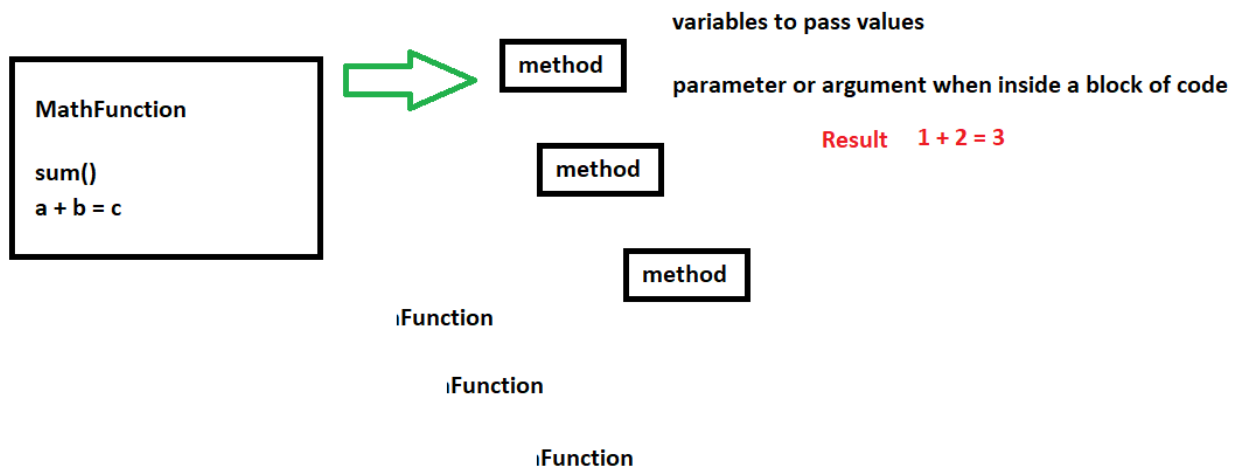 variables to pass values
method
parameter or argument when inside a block of code
MathFunction
Result 1 + 2 = 3
method
sum()
a + b = c
method
Function
Function
Function